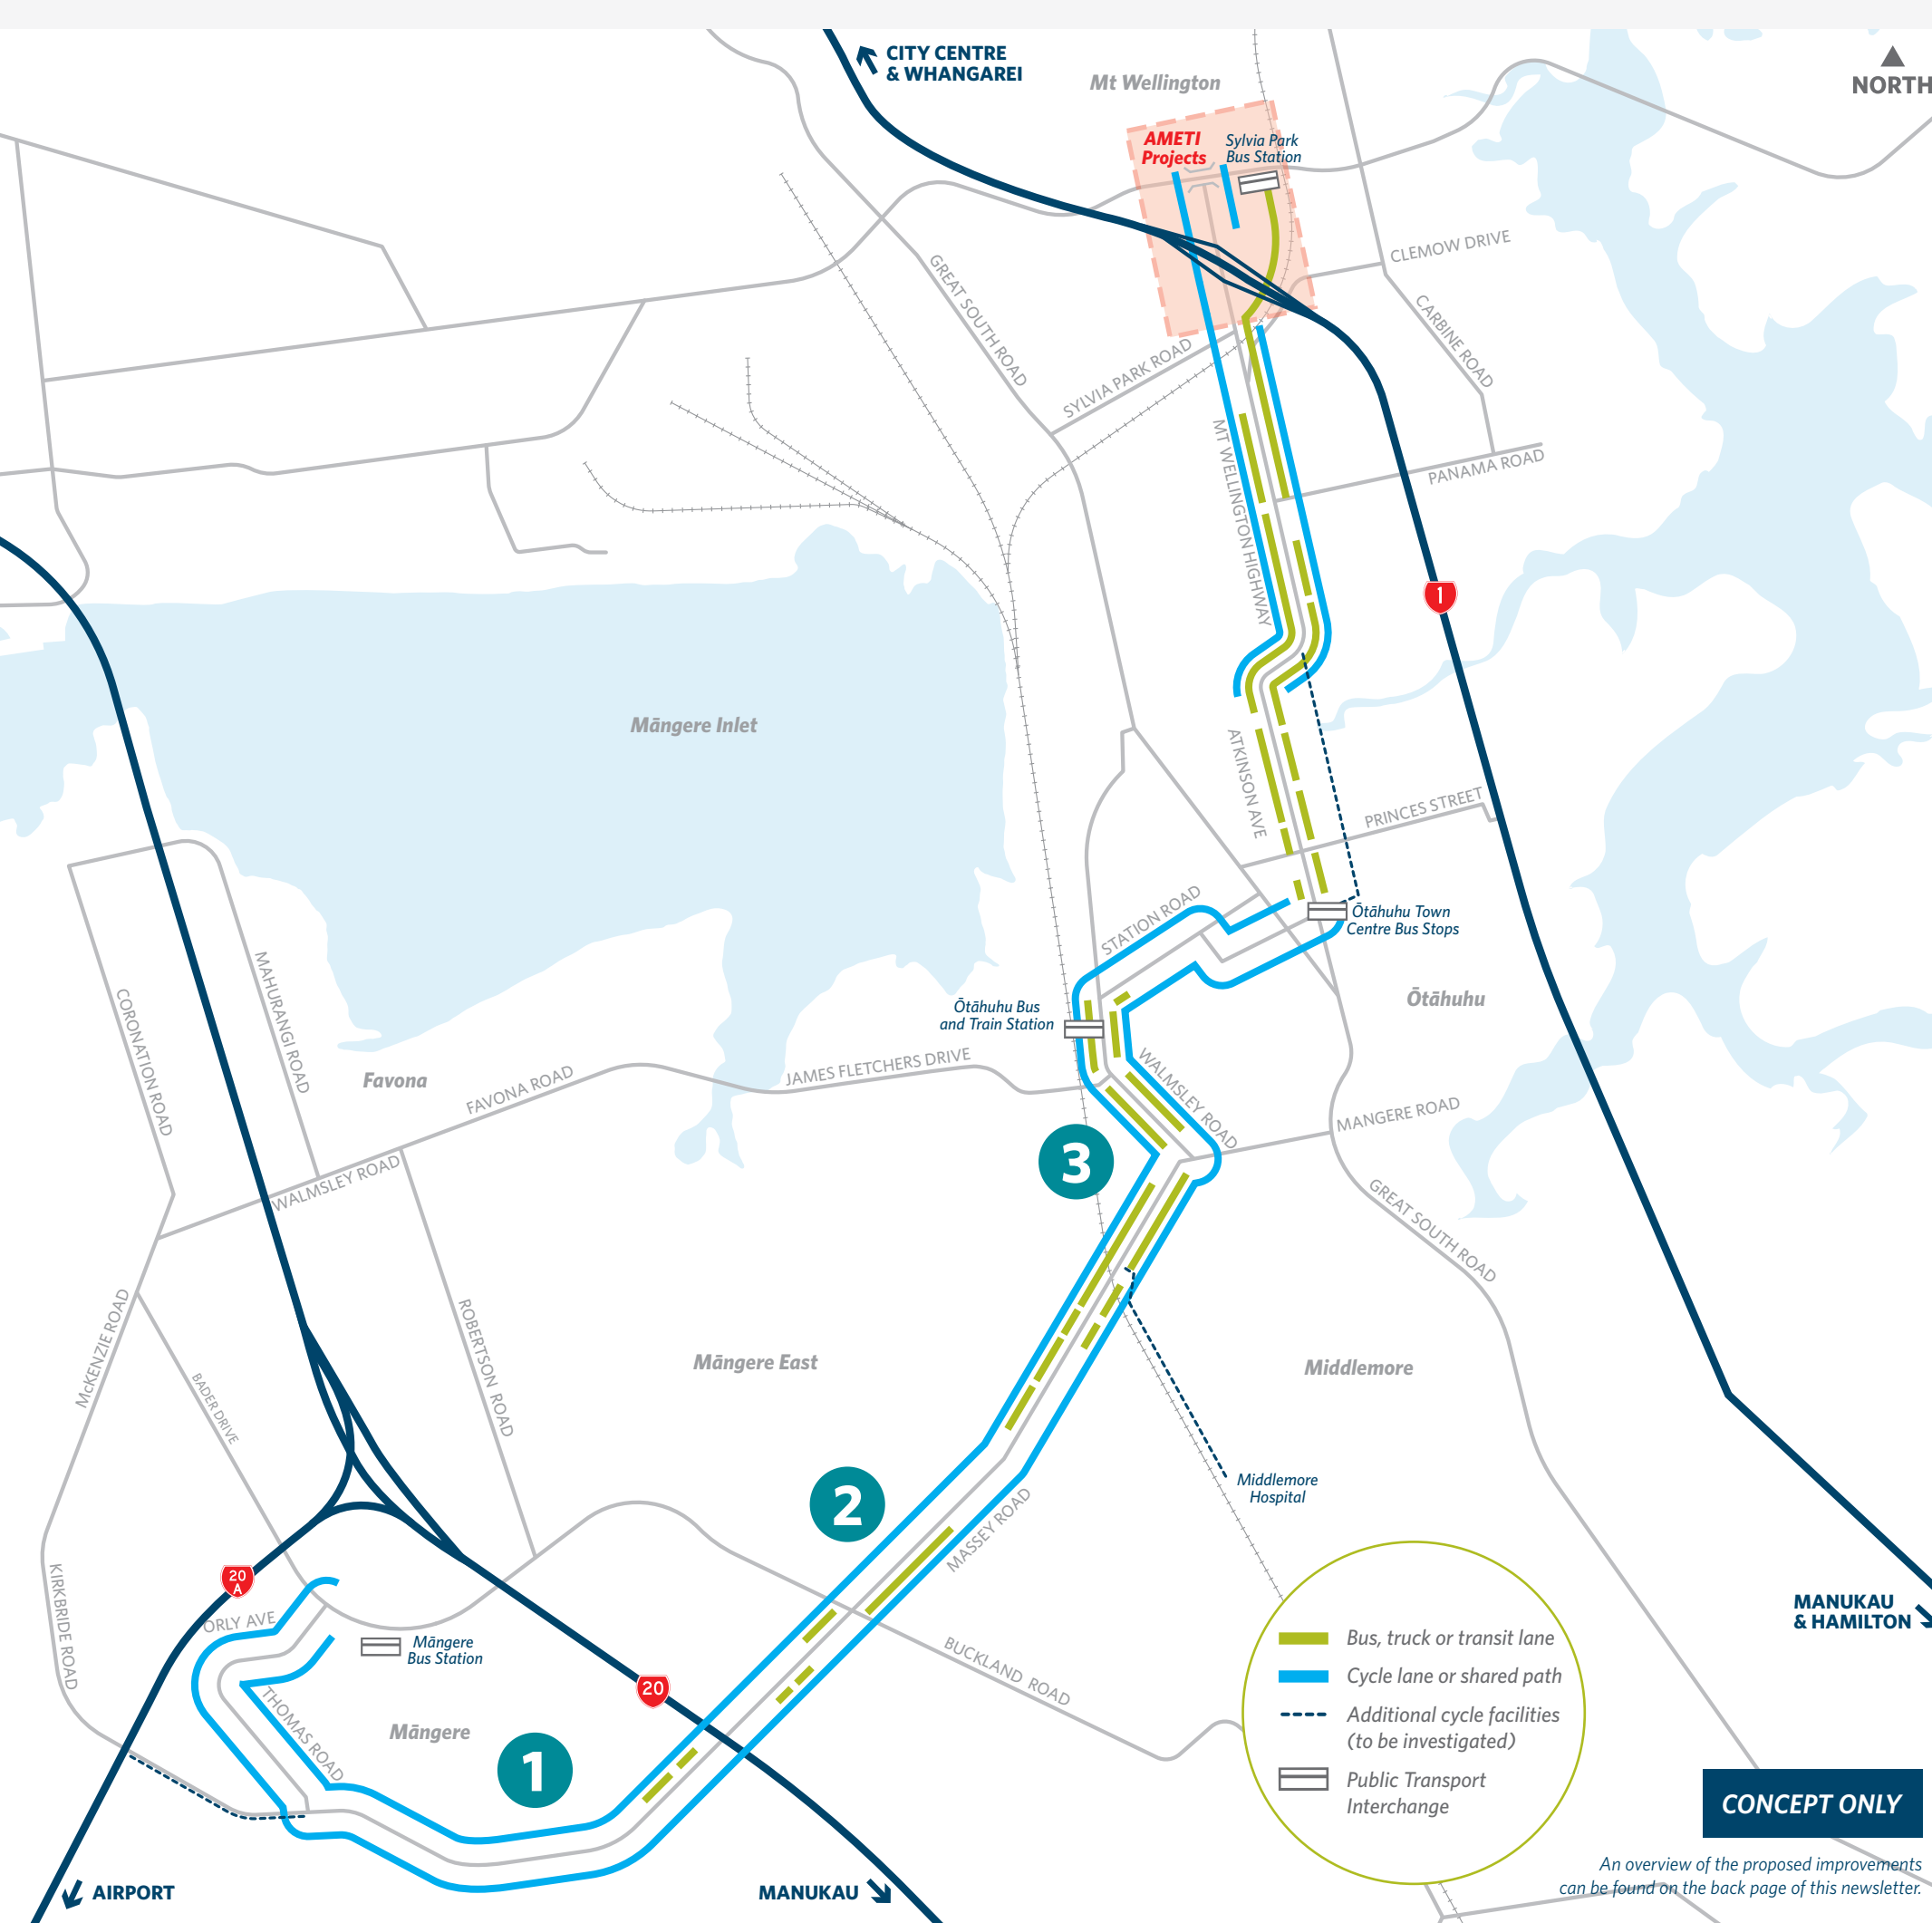 CITY CENTRE
& WHANGAREI
Mt Wellington
NORTH
AMETI
Projects
Sylvia Park
Bus Station
CLEMOW DRIVE
GREAT SOUTH ROAD
CARBINE ROAD
SYLVIA PARK ROAD
MT WELLINGTON HIGHWAY
PANAMA ROAD
1
Māngere Inlet
ATKINSON AVE
PRINCES STREET
STATION ROAD
Ōtāhuhu Town
Centre Bus Stops
MAHURANGI ROAD
CORONATION ROAD
Ōtāhuhu Bus
and Train Station
Ōtāhuhu
Favona
FAVONA ROAD
JAMES FLETCHERS DRIVE
WALMSLEY ROAD
MANGERE ROAD
3
WALMSLEY ROAD
GREAT SOUTH ROAD
McKENZIE ROAD
BADER DRIVE
ROBERTSON ROAD
Māngere East
Middlemore
Middlemore
Hospital
2
MASSEY ROAD
KIRKBRIDE ROAD
20
A
ORLY AVE
Māngere
Bus Station
MANUKAU
& HAMILTON
BUCKLAND ROAD
20
THOMAS ROAD
Māngere
1
Bus, truck or transit lane
Cycle lane or shared path
Additional cycle facilities
(to be investigated)
Public Transport
Interchange
CONCEPT ONLY
An overview of the proposed improvements
can be found on the back page of this newsletter.
AIRPORT
MANUKAU